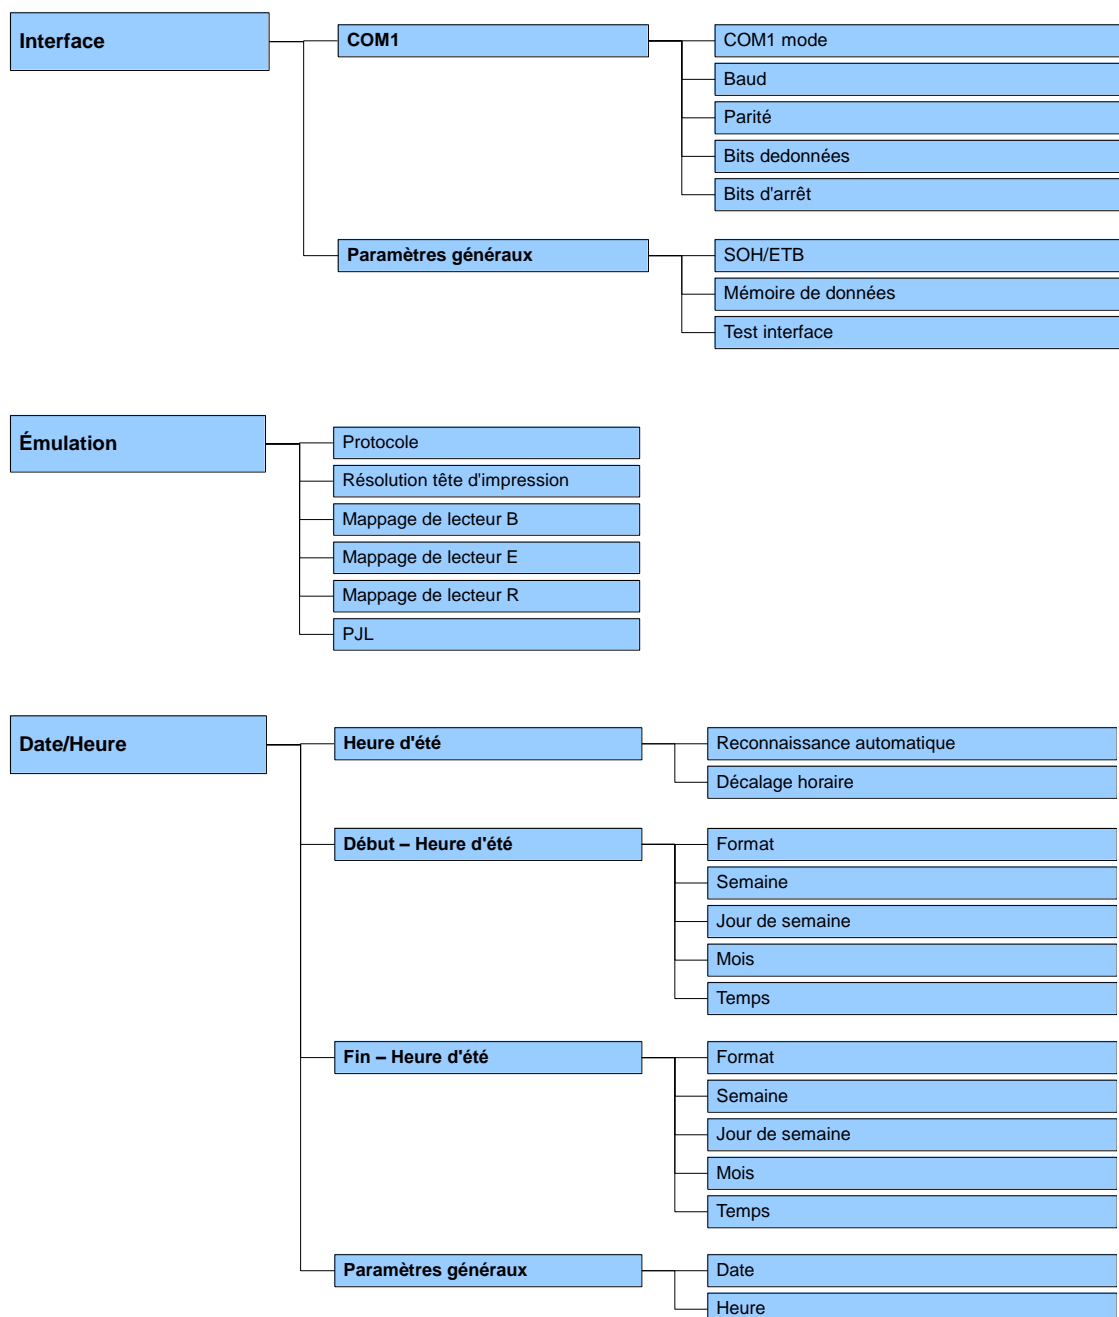 Interface
COM1
COM1 mode
Baud
Parité
Bits dedonnées
Bits d'arrêt
Paramètres généraux
SOH/ETB
Mémoire de données
Test interface
Émulation
Protocole
Résolution tête d'impression
Mappage de lecteur B
Mappage de lecteur E
Mappage de lecteur R
PJL
Date/Heure
Heure d'été
Reconnaissance automatique
Décalage horaire
Début – Heure d'été
Format
Semaine
Jour de semaine
Mois
Temps
Fin – Heure d'été
Format
Semaine
Jour de semaine
Mois
Temps
Paramètres généraux
Date
Heure